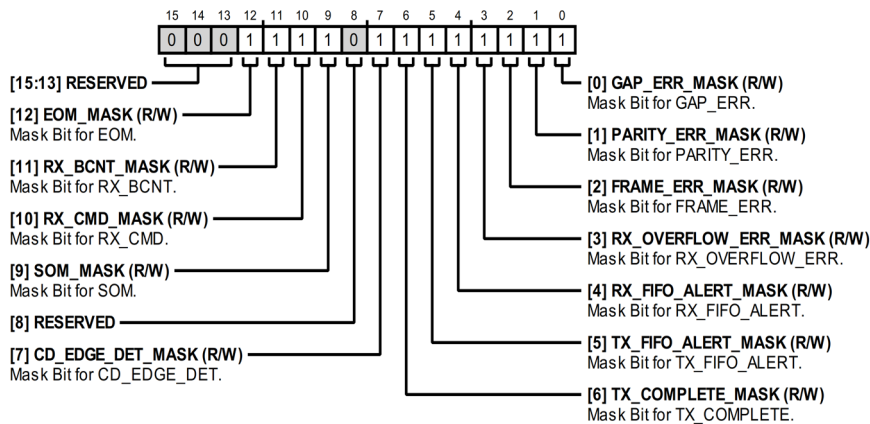 15 14 13 12 11 10 9 8 7 6 5 4 3 2 1 0
0 0 0 1 1 1 1 0 1 1 1 1 1 1 1 1
[15:13] RESERVED
[12] EOM_MASK (R/W)
Mask Bit for EOM.
[11] RX_BCNT_MASK (R/W)
Mask Bit for RX_BCNT.
[10] RX_CMD_MASK (R/W)
Mask Bit for RX_CMD.
[9] SOM_MASK (R/W)
Mask Bit for SOM.
[8] RESERVED
[7] CD_EDGE_DET_MASK (R/W)
Mask Bit for CD_EDGE_DET.
[0] GAP_ERR_MASK (R/W)
Mask Bit for GAP_ERR.
[1] PARITY_ERR_MASK (R/W)
Mask Bit for PARITY_ERR.
[2] FRAME_ERR_MASK (R/W)
Mask Bit for FRAME_ERR.
[3] RX_OVERFLOW_ERR_MASK (R/W)
Mask Bit for RX_OVERFLOW_ERR.
[4] RX_FIFO_ALERT_MASK (R/W)
Mask Bit for RX_FIFO_ALERT.
[5] TX_FIFO_ALERT_MASK (R/W)
Mask Bit for TX_FIFO_ALERT.
[6] TX_COMPLETE_MASK (R/W)
Mask Bit for TX_COMPLETE.